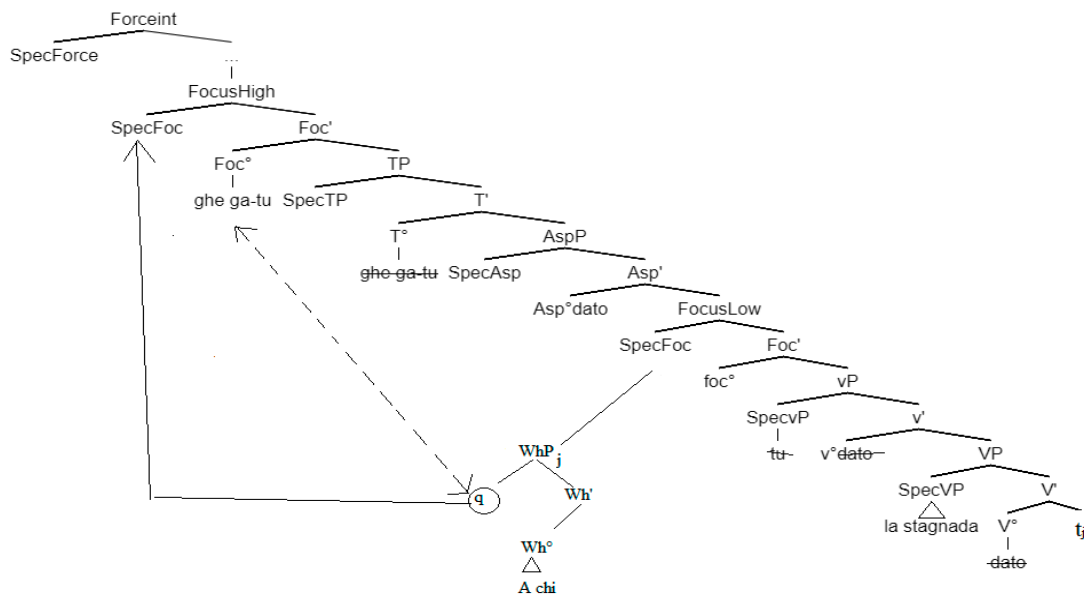 Forceint
SpecForce
...
FocusHigh
SpecFoc Foc'
Foc° TP
ghe ga-tu SpecTP T'
T° AspP
ghe ga-tu SpecAsp Asp'
Asp°dato FocusLow
SpecFoc Foc'
foc° vP
SpecvP v'
tu v°dato VP
WhP j
q Wh' SpecVP V'
la stagnada V° tj
Wh° dato
A chi